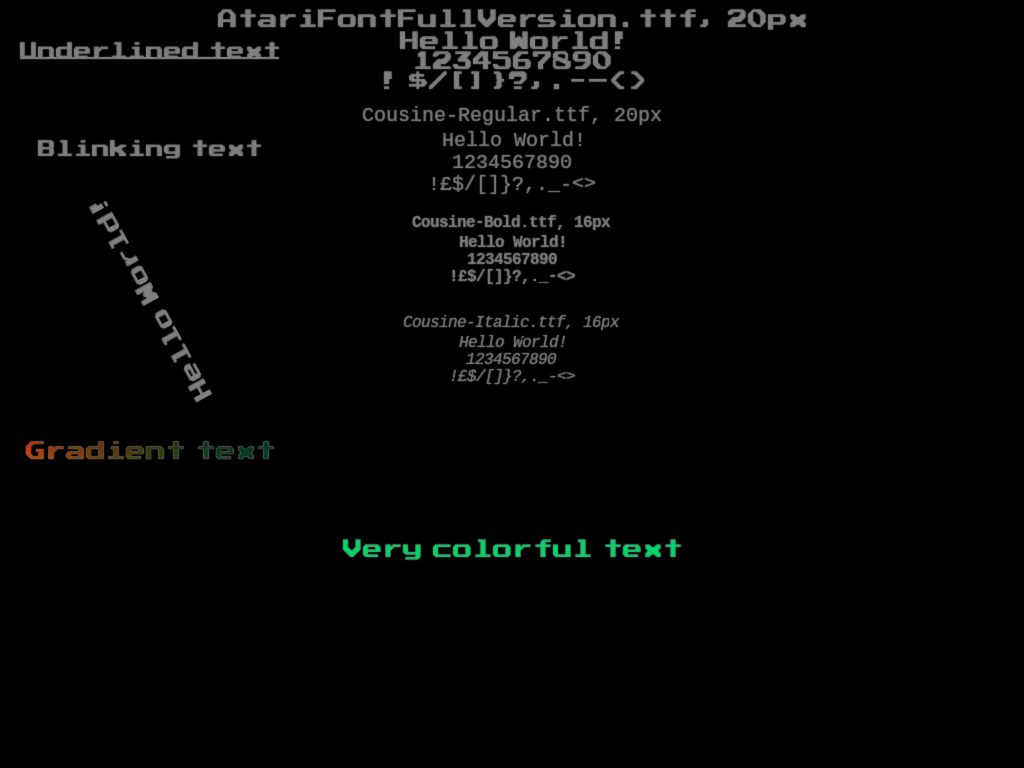 AtariFontFullVersion.ttf, 20px
Hello World!
1234567890
! $/[]}?,.--<>
Underlined text
Cousine-Regular.ttf, 20px
Hello World!
1234567890
!£$/[]}?,._-<>
Blinking text
Cousine-Bold.ttf, 16px
Hello World!
1234567890
!£$/[]}?,._-<>
Hello World!
Cousine-Italic.ttf, 16px
Hello World!
1234567890
!£$/[]}?,._-<>
Gradient text
Very colorful text